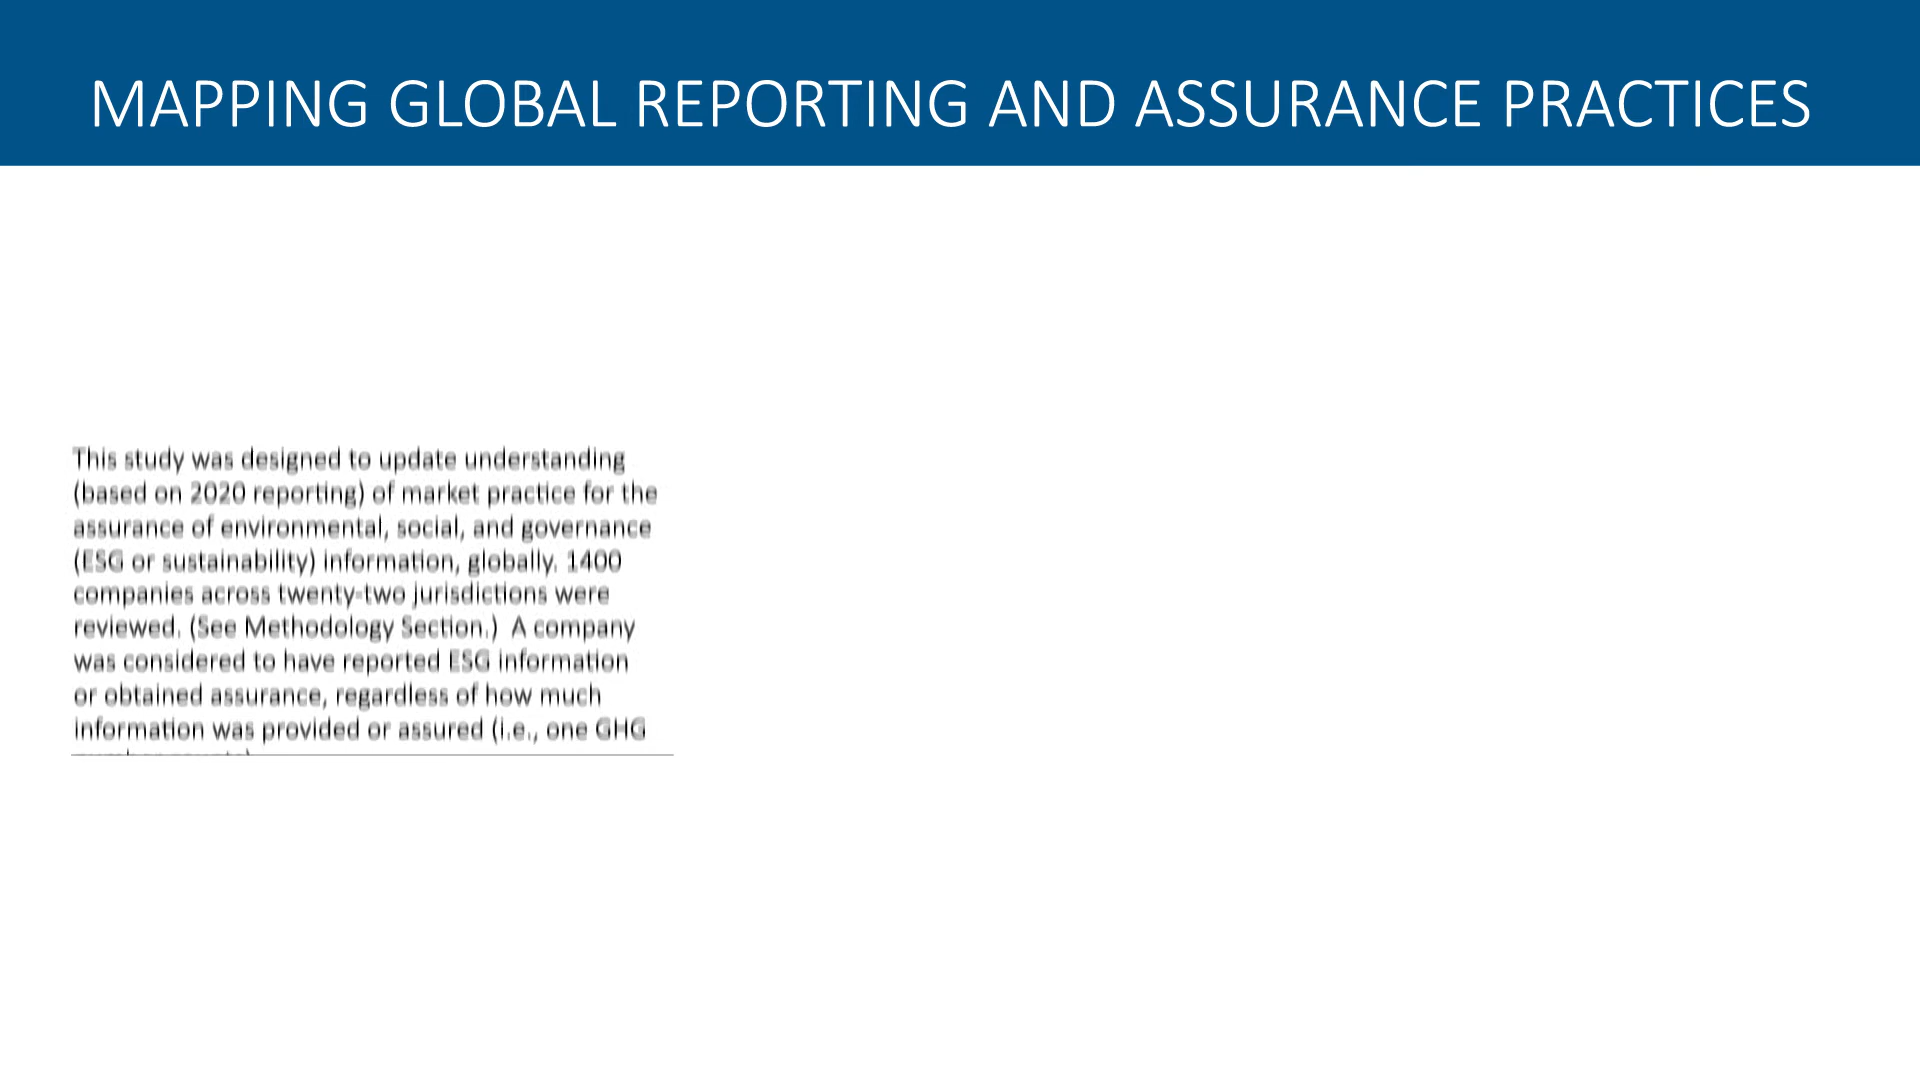 MAPPING GLOBAL REPORTING AND ASSURANCE PRACTICES
This study was designed to update understanding
(based on 2020 reporting) of market practice for the
assurance of environmental, social, and governance
(ESG or sustainability) information, globally. 1400
companies across twenty-two jurisdictions were
reviewed. (See Methodology Section.)  A company
was considered to have reported ESG information
or obtained assurance, regardless of how much
information was provided or assured (i.e., one GHG